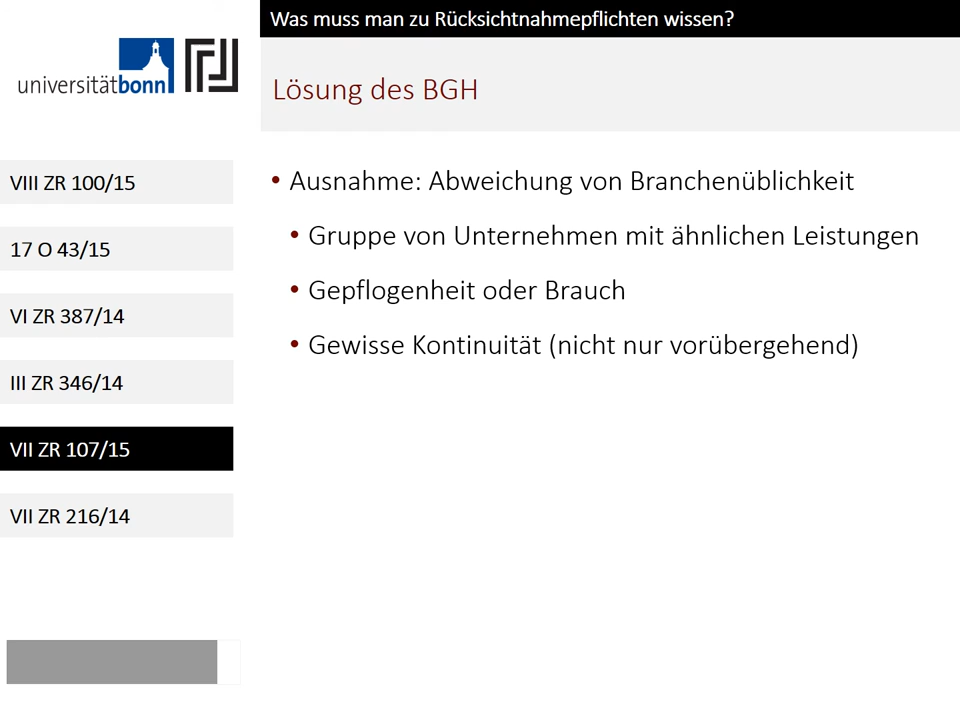 Was muss man zu Rücksichtnahmepflichten wissen?
universitätbonn
Lösung des BGH
VIII ZR 100/15
17 O 43/15
VI ZR 387/14
III ZR 346/14
VII ZR 107/15
VII ZR 216/14
• Ausnahme: Abweichung von Branchenüblichkeit
• Gruppe von Unternehmen mit ähnlichen Leistungen
• Gepflogenheit oder Brauch
• Gewisse Kontinuität (nicht nur vorübergehend)